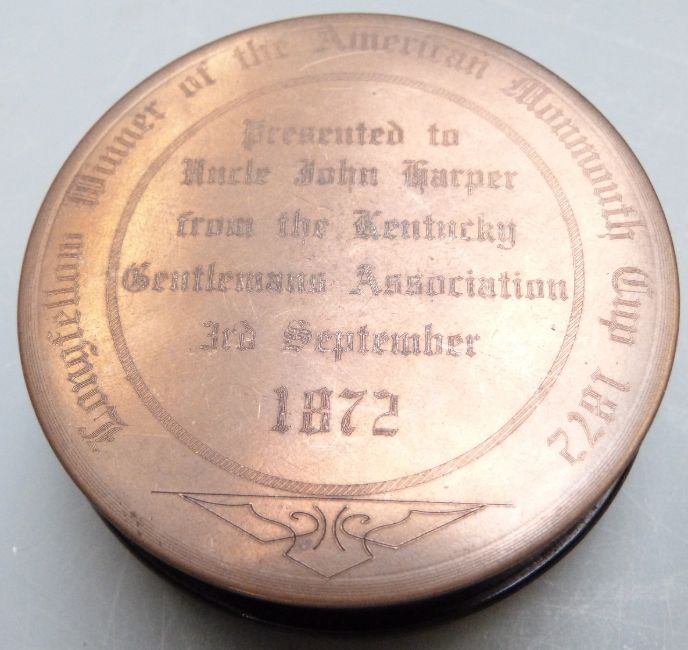 Longfellow Winner of the American Monmouth Cup 1872
Presented to
Uncle John Harper
from the Kentucky
Gentlemans Association
3rd September
1872